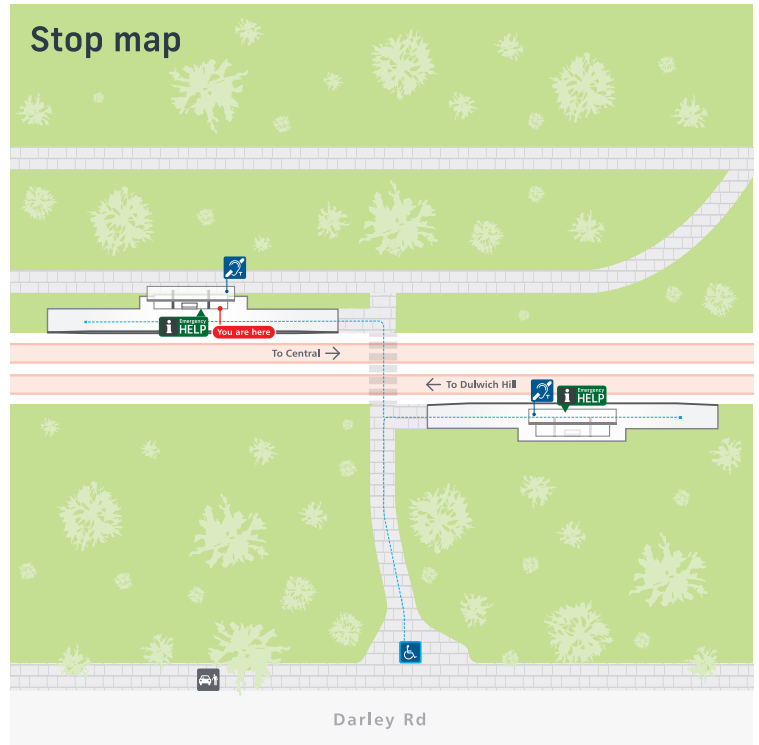 Stop map
Emergency
HELP
You are here
To Central
To Dulwich Hill
Emergency
HELP
Darley Rd